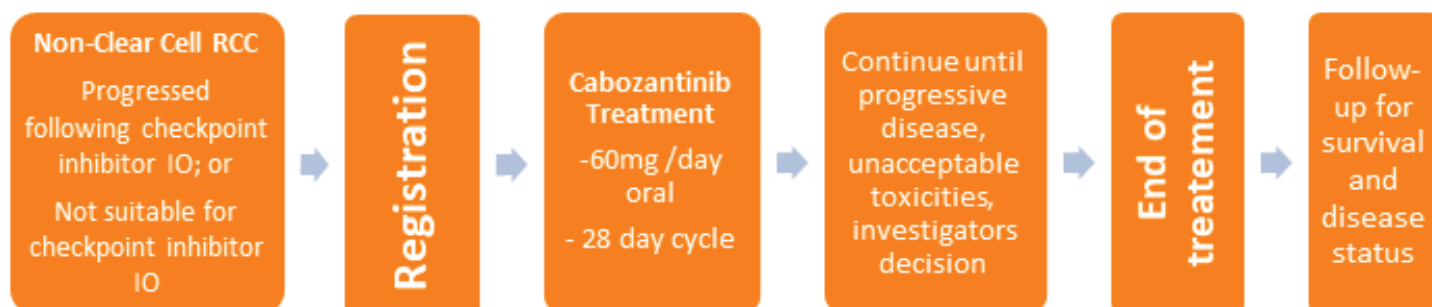 Non-Clear Cell RCC
Progressed
following checkpoint
inhibitor IO; or
Not suitable for
checkpoint inhibitor
IO
Registration
Cabozantinib
Treatment
-60mg /day
oral
- 28 day cycle
Continue until
progressive
disease,
unacceptable
toxicities,
investigators
decision
End of
treatement
Follow-
up for
survival
and
disease
status